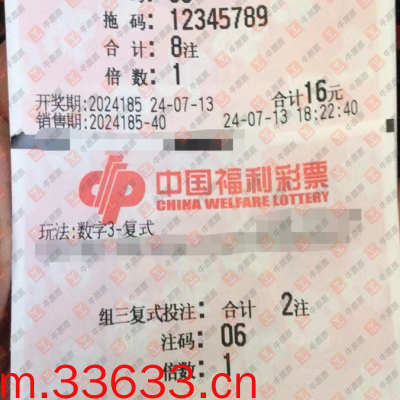 拖码: 12345789
合计: 8注
倍数: 1
开奖期:2024185 24-07-13 合计16元
销售期:2024185-40 24-07-13 18:22:40
中国福利彩票
CHINA WELFARE LOTTERY
玩法:数字3-复式
组三复式投注: 合计 2注
注码: 06
倍数: 1
m.33633.cn